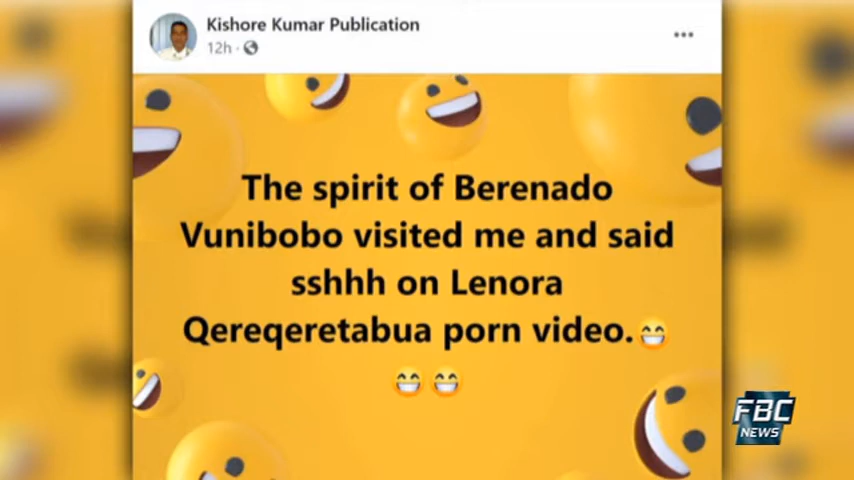 Kishore Kumar Publication
12h ·
The spirit of Berenado
Vunibobo visited me and said
sshhh on Lenora
Qereqeretabua porn video.😁
😁😁
FBC
NEWS